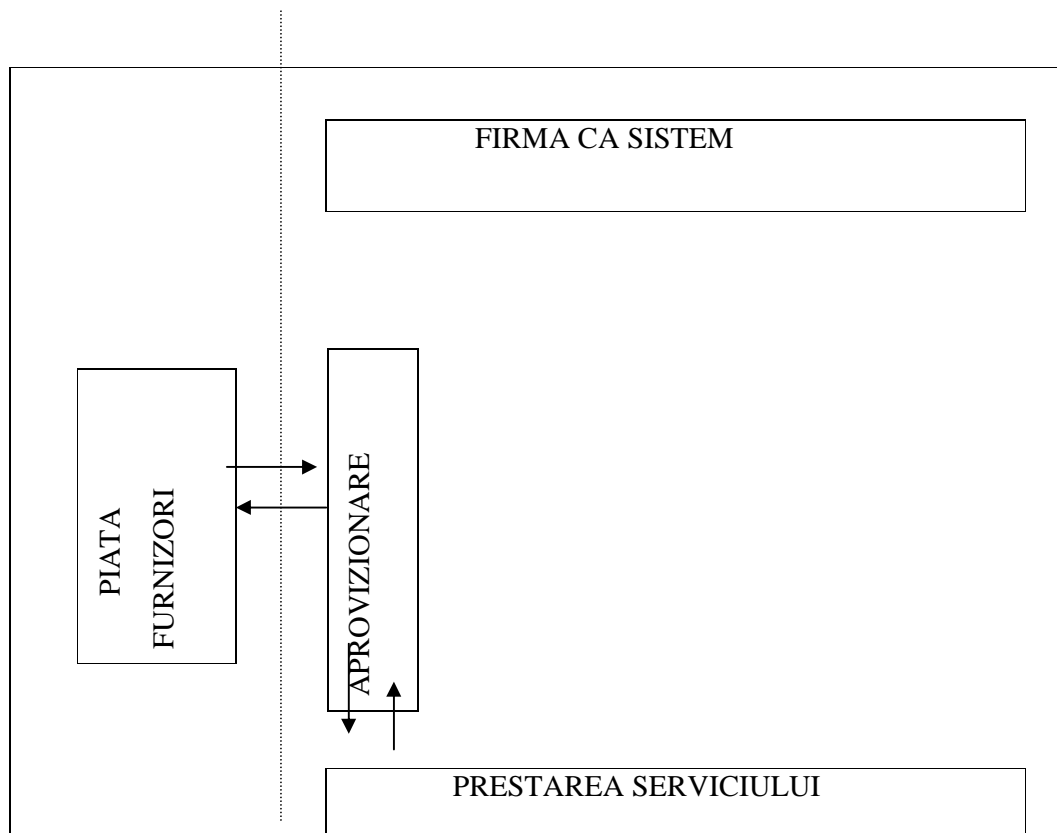 FIRMA CA SISTEM
PIATA
FURNIZORI
APROVIZIONARE
PRESTAREA SERVICIULUI